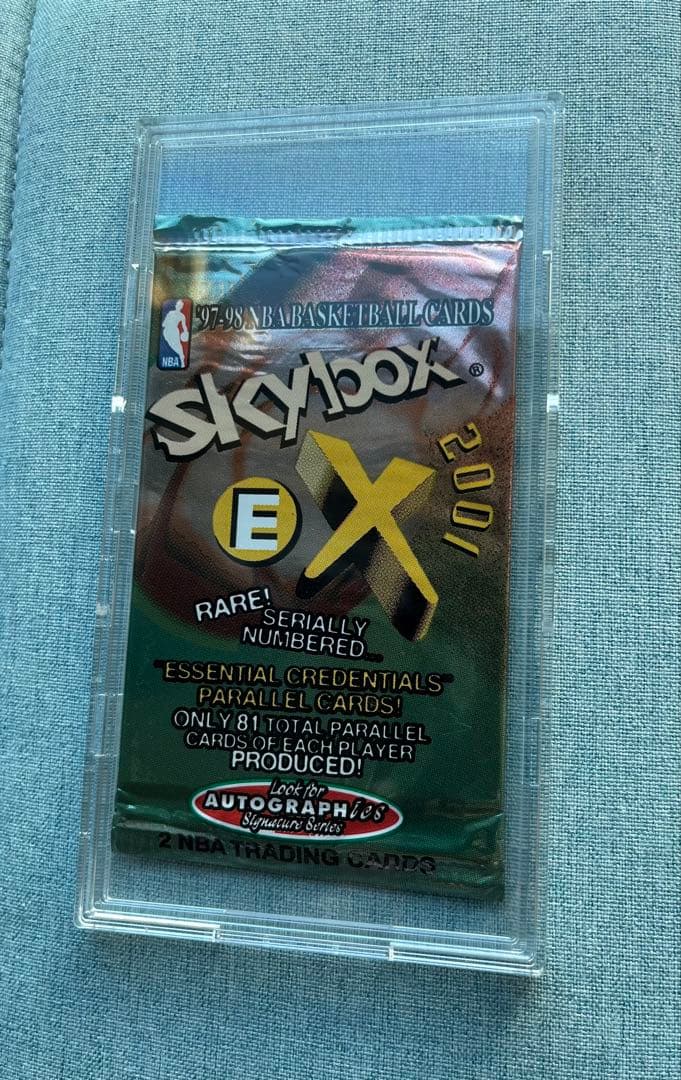 '97-98 NBA BASKETBALL CARDS
NBA
skybox®
EX
2001
RARE!
SERIALLY
NUMBERED...
"ESSENTIAL CREDENTIALS"
PARALLEL CARDS!
ONLY 81 TOTAL PARALLEL
CARDS OF EACH PLAYER
PRODUCED!
Look for
AUTOGRAPHics
Signature Series
2 NBA TRADING CARDS